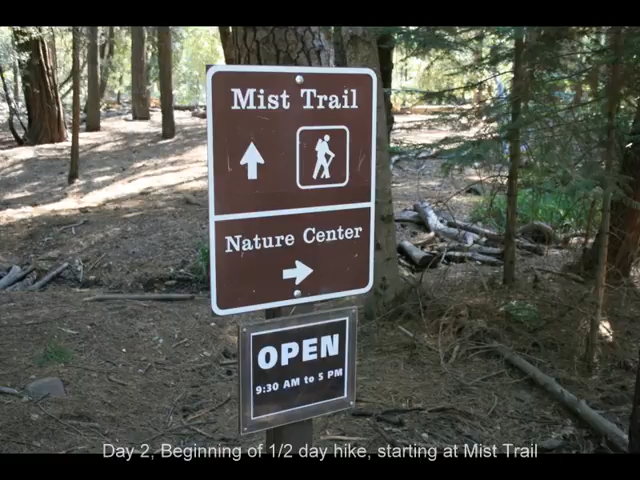 Mist Trail
Nature Center
OPEN
9:30 AM to 5 PM
Day 2, Beginning of 1/2 day hike, starting at Mist Trail